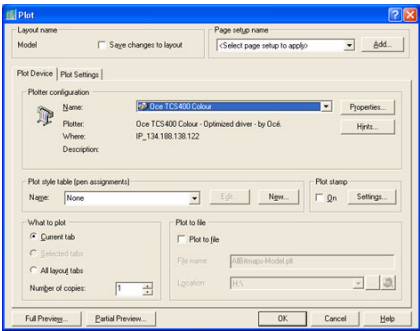 Plot
Layout name
Model
Save changes to layout
Page setup name
<Select page setup to apply>
Add...
Plot Device
Plot Settings
Plotter configuration
Name:
Oce TCS400 Colour
Properties...
Plotter:
Oce TCS400 Colour - Optimized driver - by Océ.
Hints...
Where:
IP_134.188.138.122
Description:
Plot style table (pen assignments)
Name:
None
Edit...
New...
Plot stamp
On
Settings...
What to plot
Current tab
Selected tabs
All layout tabs
Number of copies:
1
Plot to file
Plot to file
File name:
AllBitmaps-Model.plt
Location:
H:\
...
Full Preview...
Partial Preview...
OK
Cancel
Help